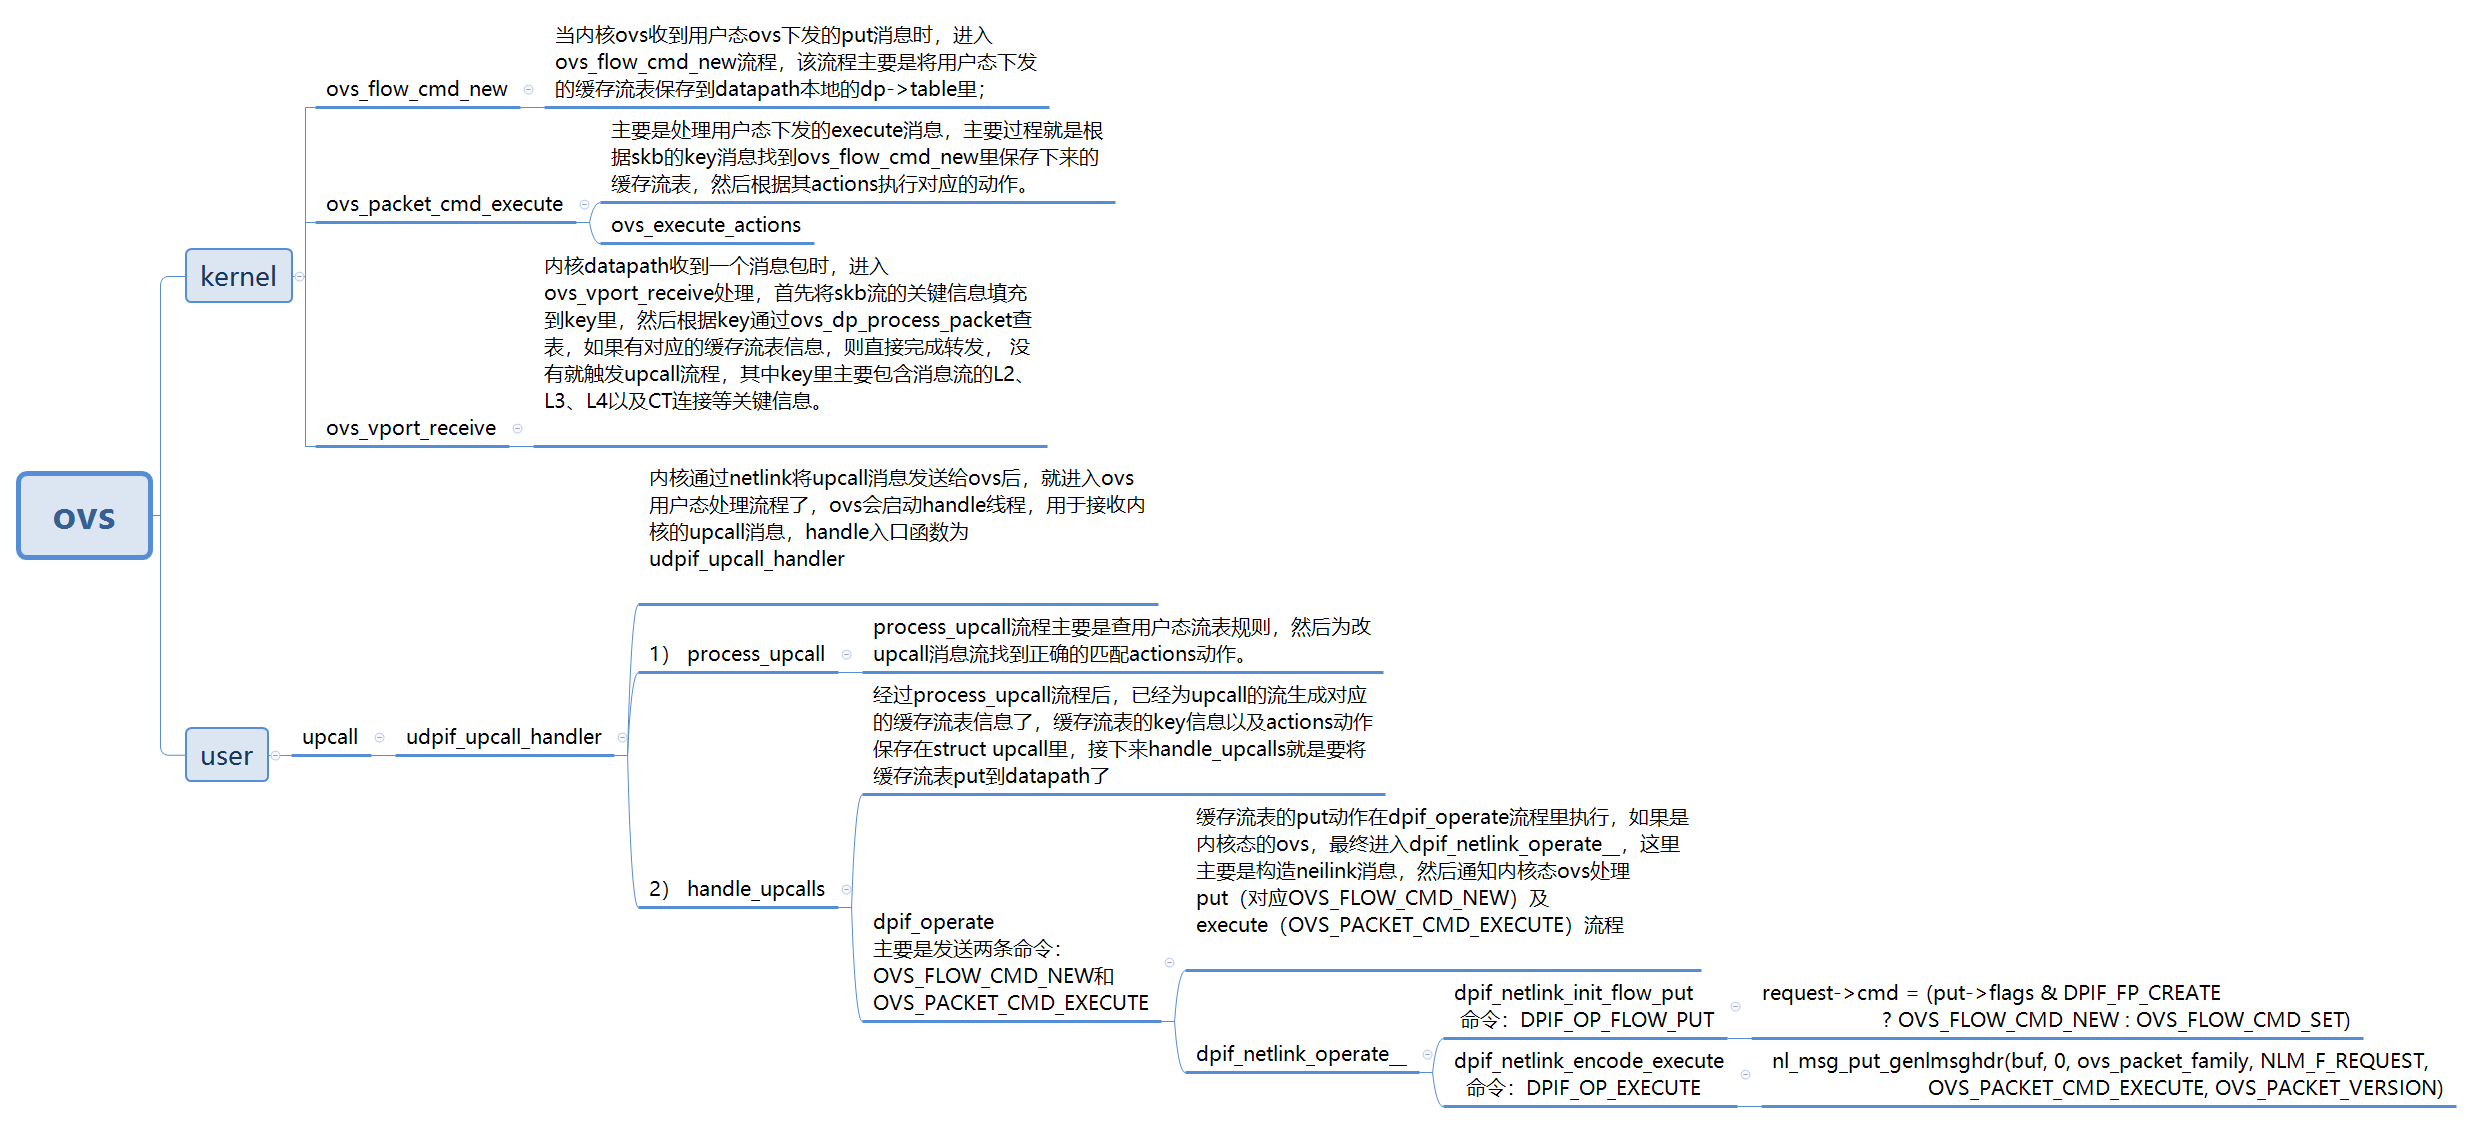 当内核ovs收到用户态ovs下发的put消息时，进入
ovs_flow_cmd_new流程，该流程主要是将用户态下发
的缓存流表保存到datapath本地的dp->table里；
ovs_flow_cmd_new
主要是处理用户态下发的execute消息，主要过程就是根
据skb的key消息找到ovs_flow_cmd_new里保存下来的
缓存流表，然后根据其actions执行对应的动作。
ovs_packet_cmd_execute
ovs_execute_actions
kernel
内核datapath收到一个消息包时，进入
ovs_vport_receive处理，首先将skb流的关键信息填充
到key里，然后根据key通过ovs_dp_process_packet查
表，如果有对应的缓存流表信息，则直接完成转发， 没
有就触发upcall流程，其中key里主要包含消息流的L2、
L3、L4以及CT连接等关键信息。
ovs_vport_receive
ovs
内核通过netlink将upcall消息发送给ovs后，就进入ovs
用户态处理流程了，ovs会启动handle线程，用于接收内
核的upcall消息，handle入口函数为
udpif_upcall_handler
process_upcall流程主要是查用户态流表规则，然后为改
upcall消息流找到正确的匹配actions动作。
1） process_upcall
经过process_upcall流程后，已经为upcall的流生成对应
的缓存流表信息了，缓存流表的key信息以及actions动作
保存在struct upcall里，接下来handle_upcalls就是要将
缓存流表put到datapath了
user
upcall
udpif_upcall_handler
2） handle_upcalls
缓存流表的put动作在dpif_operate流程里执行，如果是
内核态的ovs，最终进入dpif_netlink_operate__，这里
主要是构造neilink消息，然后通知内核态ovs处理
put（对应OVS_FLOW_CMD_NEW）及
execute（OVS_PACKET_CMD_EXECUTE）流程
dpif_operate
主要是发送两条命令：
OVS_FLOW_CMD_NEW和
OVS_PACKET_CMD_EXECUTE
dpif_netlink_init_flow_put
命令：DPIF_OP_FLOW_PUT
request->cmd = (put->flags & DPIF_FP_CREATE
? OVS_FLOW_CMD_NEW : OVS_FLOW_CMD_SET)
dpif_netlink_operate__
dpif_netlink_encode_execute
命令：DPIF_OP_EXECUTE
nl_msg_put_genlmsghdr(buf, 0, ovs_packet_family, NLM_F_REQUEST,
OVS_PACKET_CMD_EXECUTE, OVS_PACKET_VERSION)